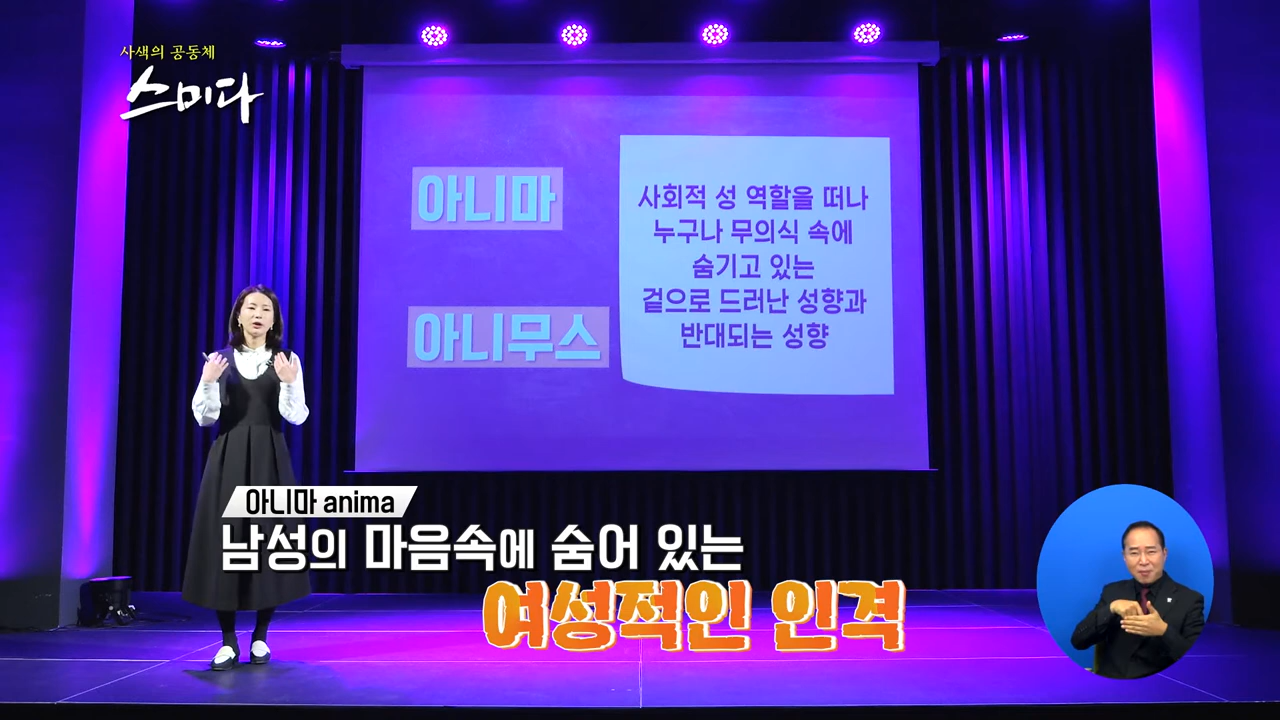 사색의 공동체
스미다
아니마
아니무스
사회적 성 역할을 떠나
누구나 무의식 속에
숨기고 있는
겉으로 드러난 성향과
반대되는 성향
아니마 anima
남성의 마음속에 숨어 있는
여성적인 인격